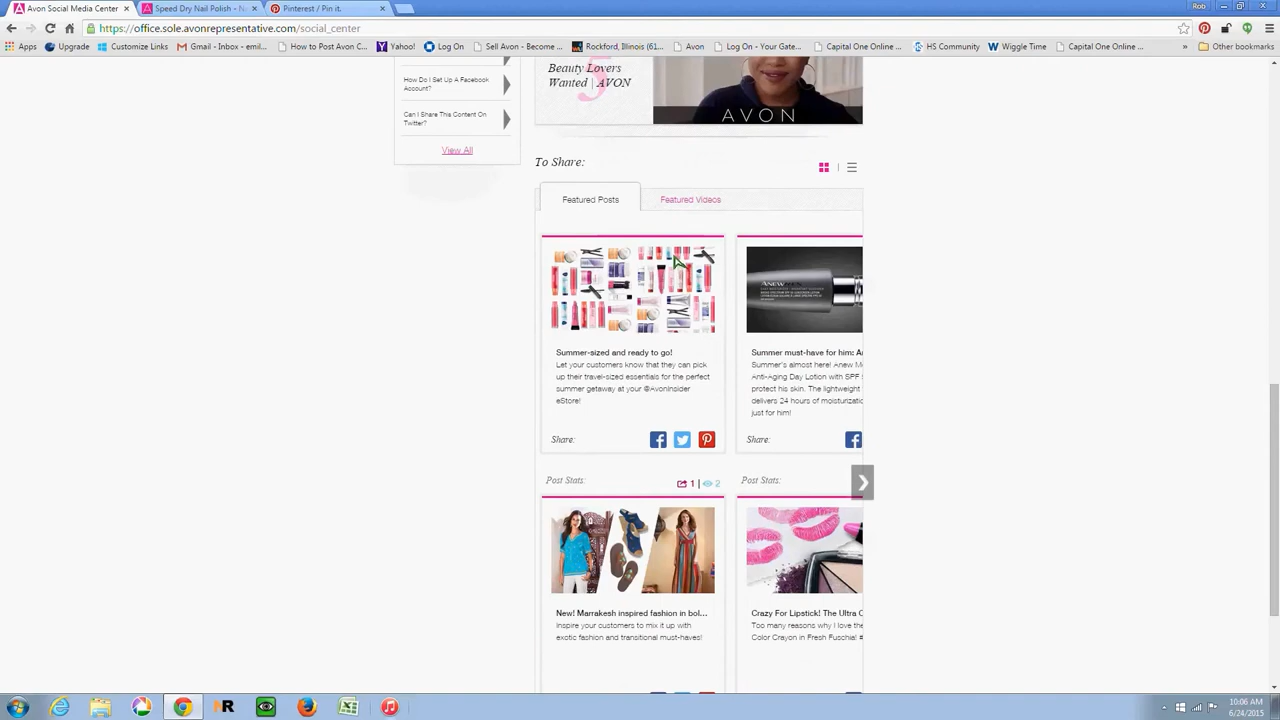 Avon Social Media Center
Speed Dry Nail Polish - N
Pinterest / Pin it.
Rob
https://office.sole.avonrepresentative.com/social_center
Apps
Upgrade
Customize Links
Gmail - Inbox - emil...
How to Post Avon C...
Yahoo!
Log On
Sell Avon - Become ...
Rockford, Illinois (61...
Avon
Log On - Your Gate...
Capital One Online ...
HS Community
Wiggle Time
Capital One Online ...
»
Other bookmarks
How Do I Set Up A Facebook
Account?
Can I Share This Content On
Twitter?
View All
5
Beauty Lovers
Wanted | AVON
AVON
To Share:
Featured Posts
Featured Videos
Summer-sized and ready to go!
Let your customers know that they can pick
up their travel-sized essentials for the perfect
summer getaway at your @AvonInsider
eStore!
Share:
Post Stats:
1 | 2
ANEW
Summer must-have for him: A
Summer's almost here! Anew M
Anti-Aging Day Lotion with SPF
protect his skin. The lightweight
delivers 24 hours of moisturiza
just for him!
Share:
Post Stats:
New! Marrakesh inspired fashion in bol...
Inspire your customers to mix it up with
exotic fashion and transitional must-haves!
Crazy For Lipstick! The Ultra C
Too many reasons why I love the
Color Crayon in Fresh Fuschia! #
10:06 AM
6/24/2015